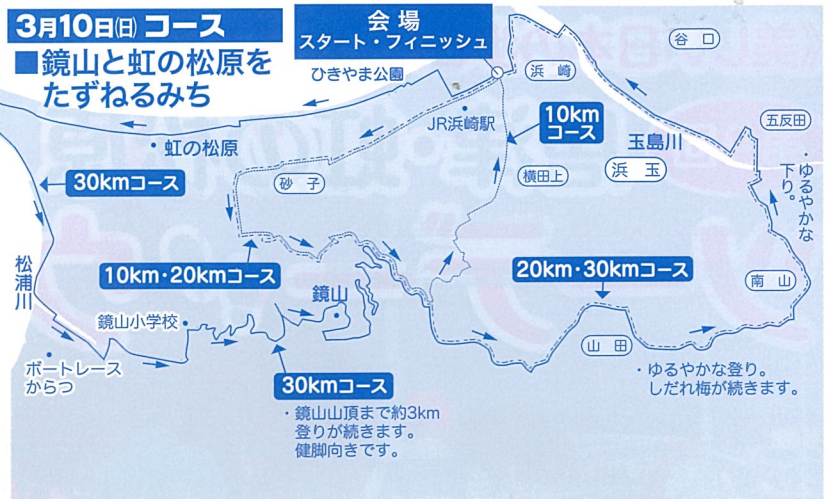 3月10日(日) コース
■鏡山と虹の松原を
たずねるみち
会 場
スタート・フィニッシュ
ひきやま公園
谷 口
浜 崎
JR浜崎駅
10km
コース
玉島川
五反田
虹の松原
30kmコース
砂 子
横田上
浜 玉
・ゆるやかな
下り。
松浦川
10km・20kmコース
20km・30kmコース
鏡山
南 山
鏡山小学校
山 田
ボートレース
からつ
30kmコース
・ゆるやかな登り。
しだれ梅が続きます。
・鏡山山頂まで約3km
登りが続きます。
健脚向きです。